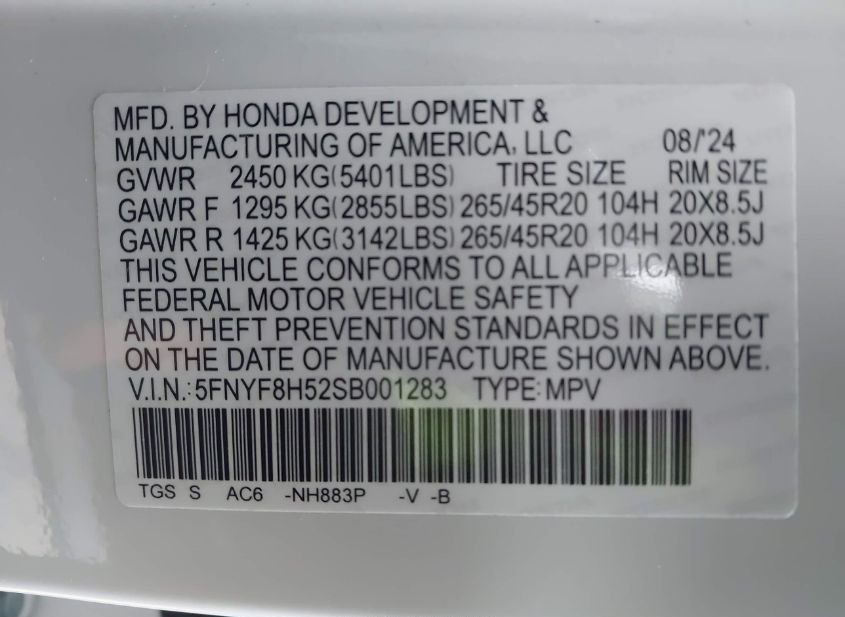 MFD. BY HONDA DEVELOPMENT &
MANUFACTURING OF AMERICA, LLC 08/'24
GVWR 2450 KG(5401LBS) TIRE SIZE RIM SIZE
GAWR F 1295 KG(2855LBS) 265/45R20 104H 20X8.5J
GAWR R 1425 KG(3142LBS) 265/45R20 104H 20X8.5J
THIS VEHICLE CONFORMS TO ALL APPLICABLE
FEDERAL MOTOR VEHICLE SAFETY
AND THEFT PREVENTION STANDARDS IN EFFECT
ON THE DATE OF MANUFACTURE SHOWN ABOVE.
V.I.N.:5FNYF8H52SB001283 TYPE:MPV
TGS S AC6 -NH883P -V -B